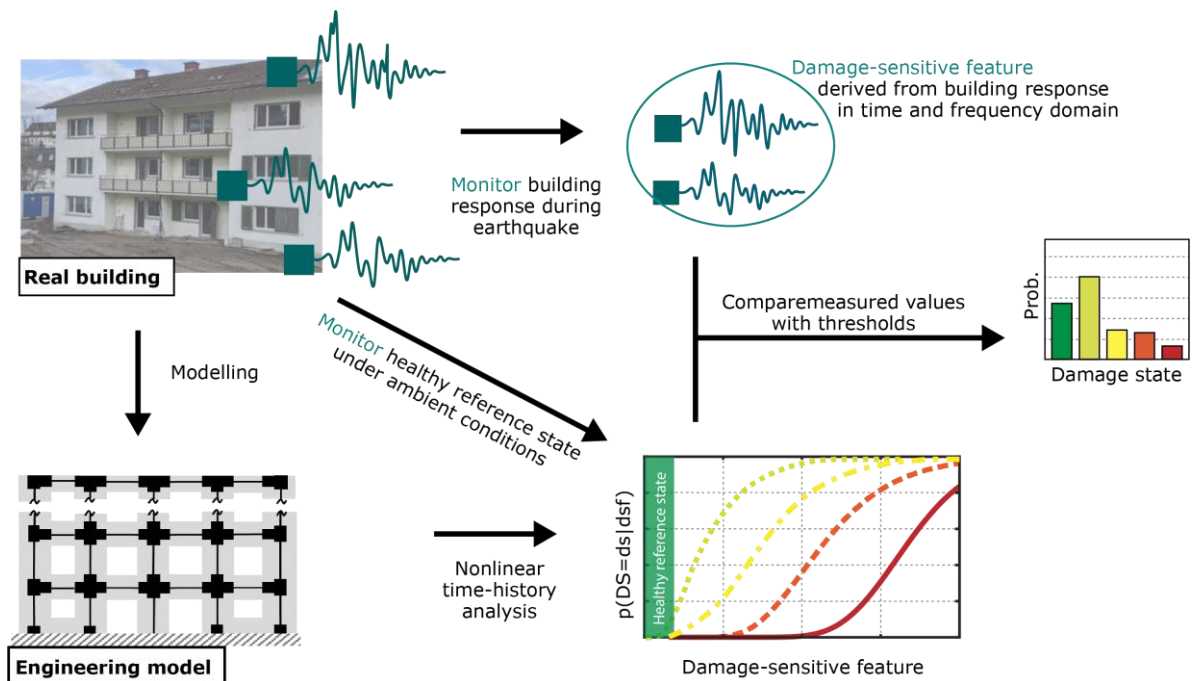 Real building
Monitor building
response during
earthquake
Damage-sensitive feature
derived from building response
in time and frequency domain
Comparemeasured values
with thresholds
Prob.
Damage state
Modelling
Monitor healthy reference state
under ambient conditions
Nonlinear
time-history
analysis
Engineering model
p(DS=ds|dsf)
Healthy reference state
Damage-sensitive feature